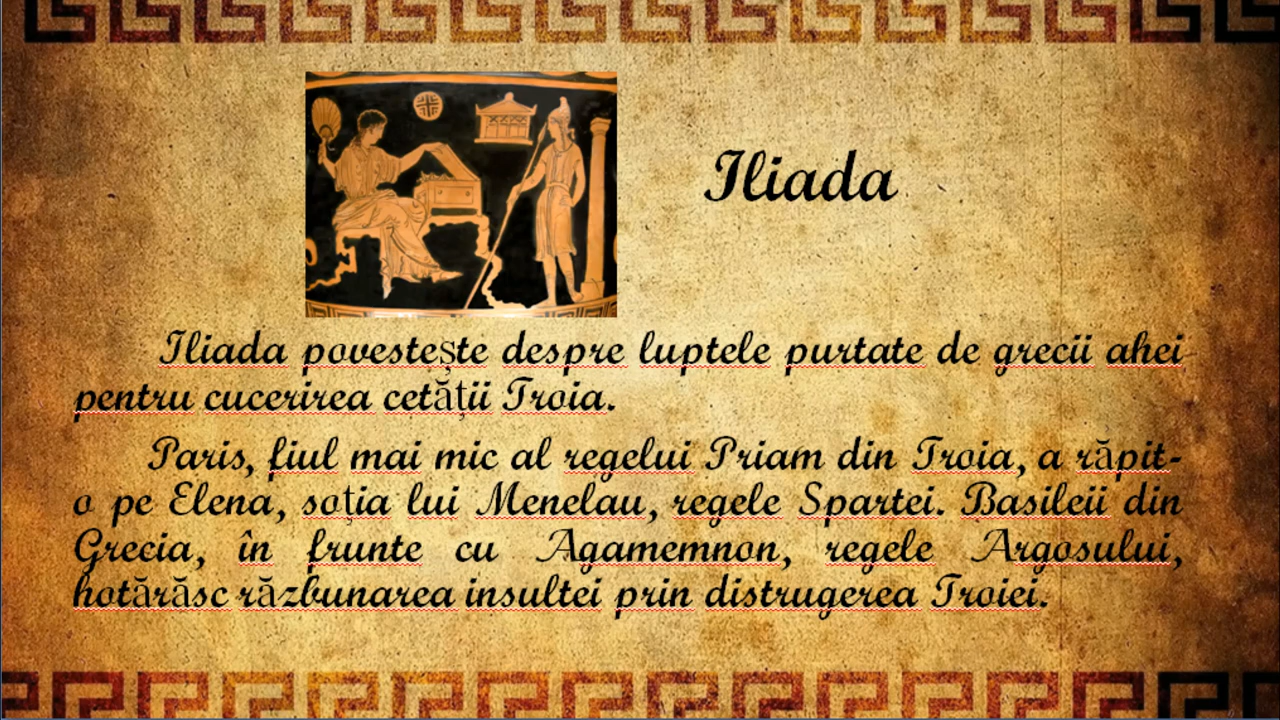 Iliada
Iliada povestește despre luptele purtate de grecii ahei
pentru cucerirea cetății Troia.
Paris, fiul mai mic al regelui Priam din Troia, a răpit-
o pe Elena, soția lui Menelau, regele Spartei. Basileii din
Grecia, în frunte cu Agamemnon, regele Argosului,
hotărăsc răzbunarea insultei prin distrugerea Troiei.